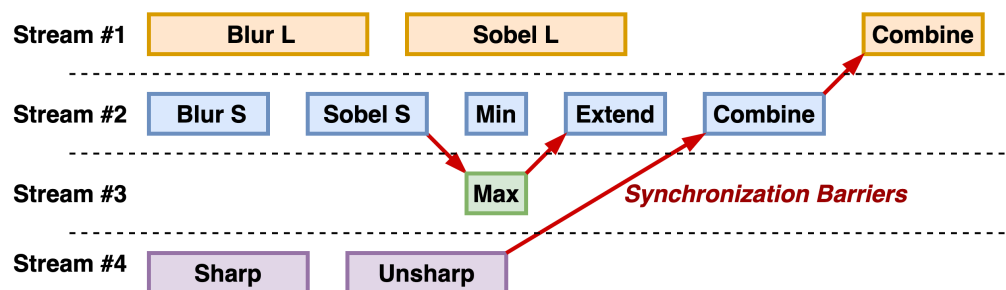 Stream #1 Blur L Sobel L Combine
Stream #2 Blur S Sobel S Min Extend Combine
Stream #3 Max Synchronization Barriers
Stream #4 Sharp Unsharp